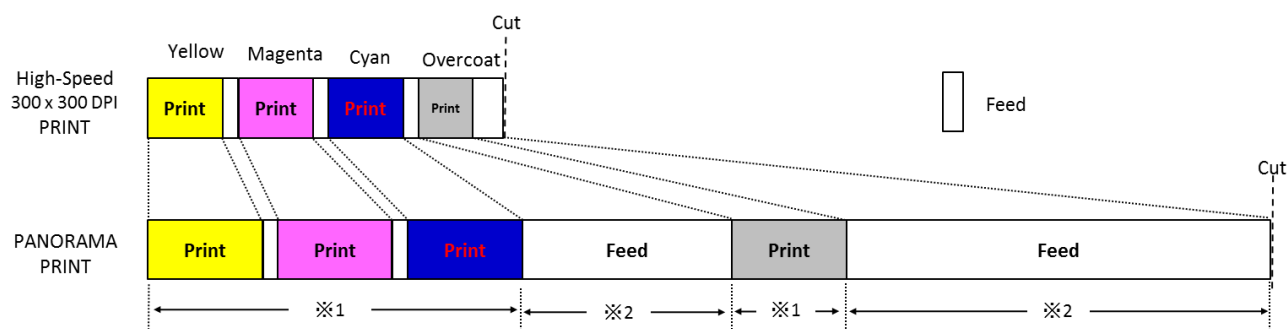 Cut
Yellow Magenta Cyan Overcoat
High-Speed
300 x 300 DPI
PRINT
Print Print Print Print
Feed
Cut
PANORAMA
PRINT
Print Print Print Feed Print Feed
※1 ※2 ※1 ※2